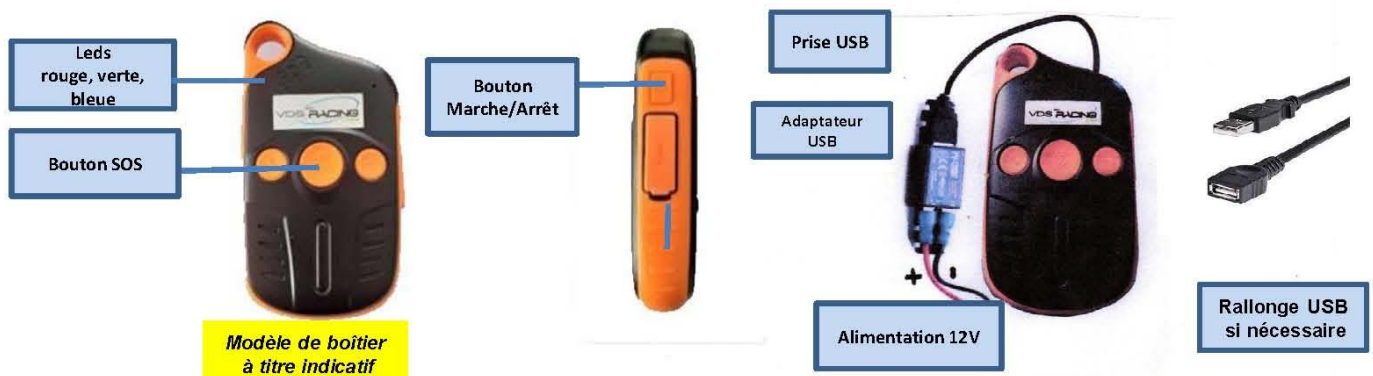 Leds
rouge, verte,
bleue
Bouton SOS
VDS RACING
Modèle de boîtier
à titre indicatif
Bouton
Marche/Arrêt
Prise USB
Adaptateur
USB
VDS RACING
+
Alimentation 12V
Rallonge USB
si nécessaire